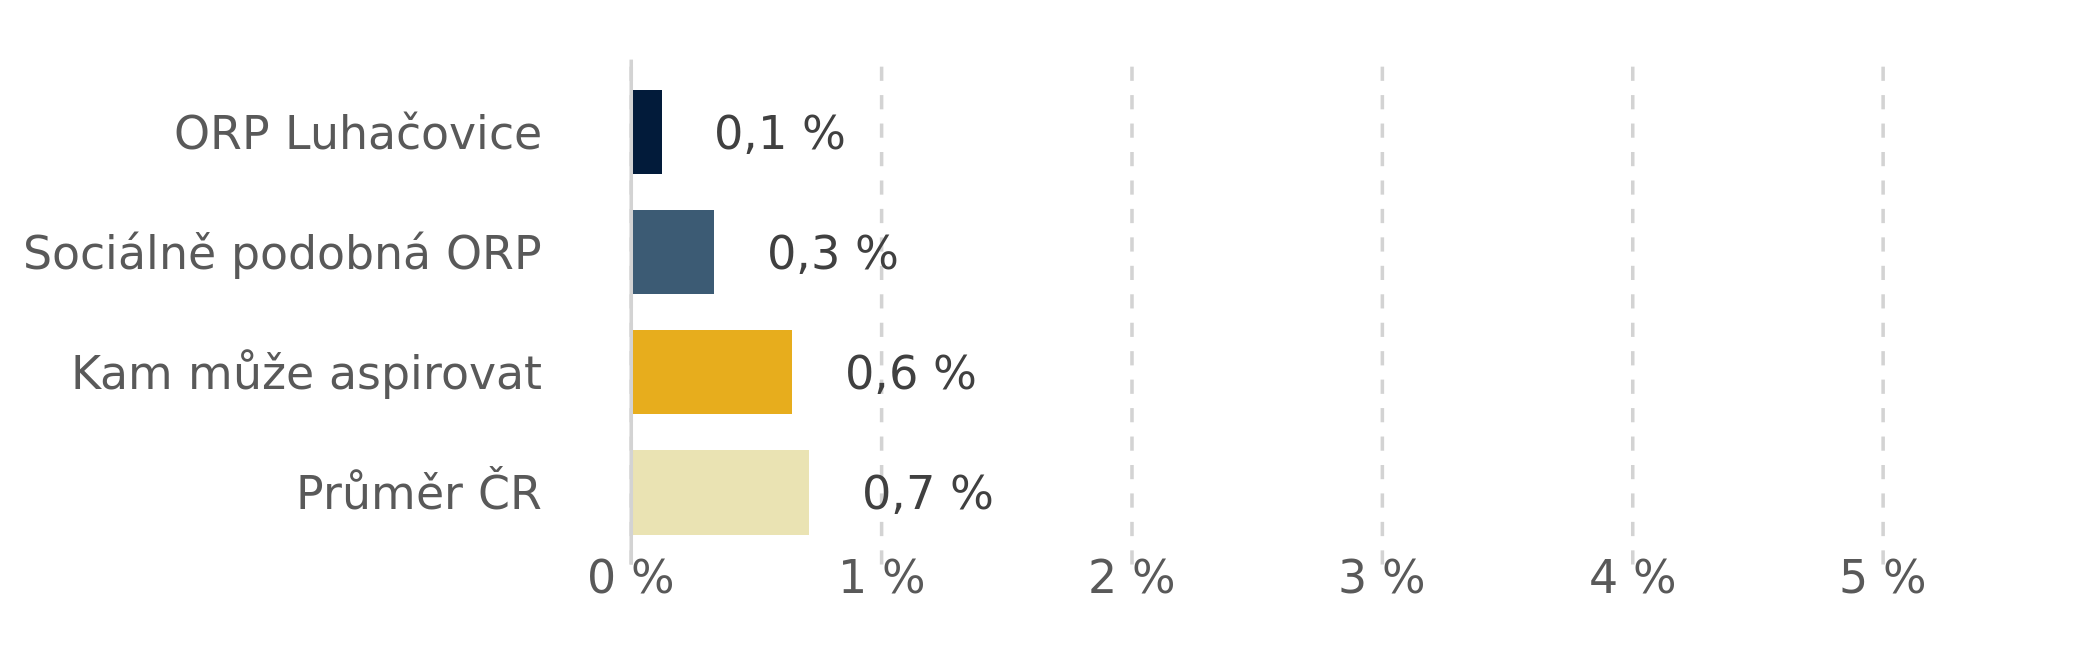 ORP Luhačovice 0,1 %
Sociálně podobná ORP 0,3 %
Kam může aspirovat 0,6 %
Průměr ČR 0,7 %
0 % 1 % 2 % 3 % 4 % 5 %